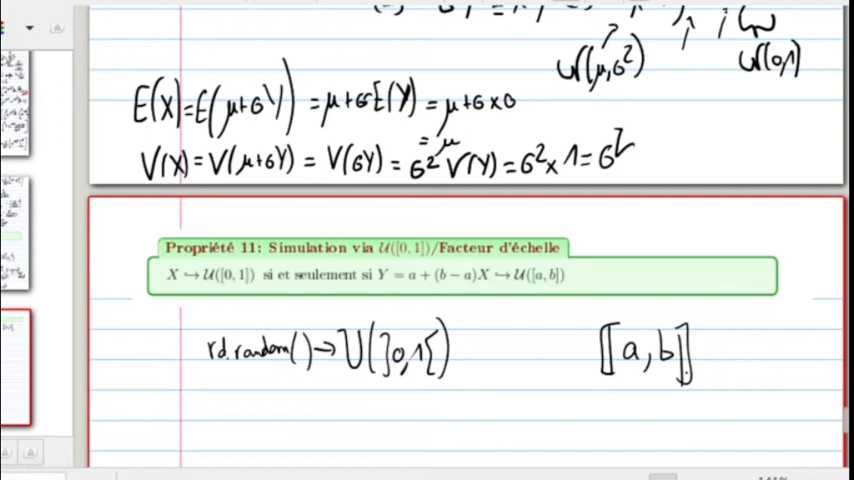 N(μ,σ²) N(0,1)
E(X)=E(μ+σY) = μ+σE(Y) = μ+σ×0
= μ
V(X) = V(μ+σY) = V(σY) = σ² V(Y) = σ²×1 = σ²
Propriété 11: Simulation via U([0,1])/Facteur d'échelle
X ↪ U([0,1]) si et seulement si Y = a + (b − a)X ↪ U([a,b])
rd.random() → U(]0,1[) ⟦a,b⟧